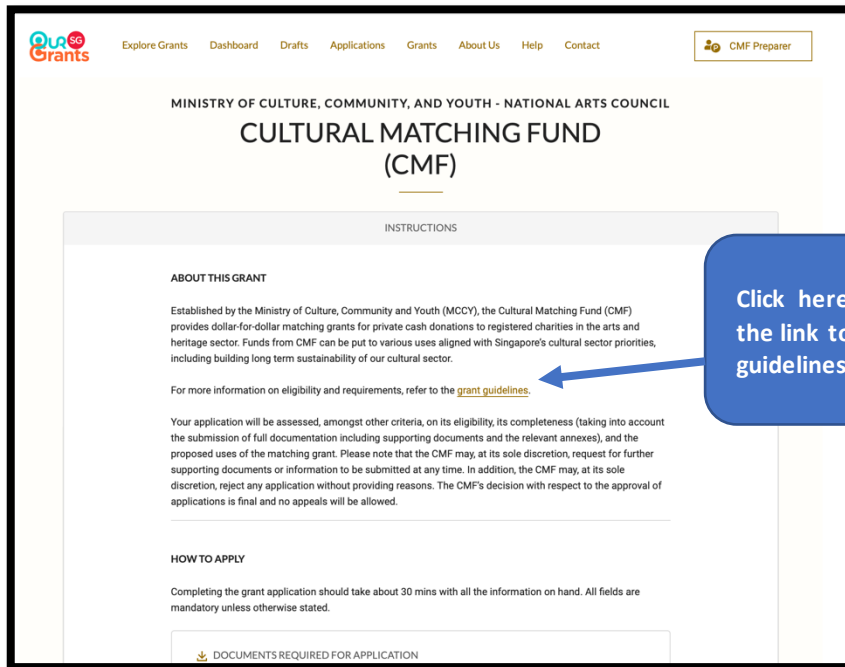 OUR SG
Grants
Explore Grants Dashboard Drafts Applications Grants About Us Help Contact
CMF Preparer
MINISTRY OF CULTURE, COMMUNITY, AND YOUTH - NATIONAL ARTS COUNCIL
CULTURAL MATCHING FUND
(CMF)
INSTRUCTIONS
ABOUT THIS GRANT
Established by the Ministry of Culture, Community and Youth (MCCY), the Cultural Matching Fund (CMF)
provides dollar-for-dollar matching grants for private cash donations to registered charities in the arts and
heritage sector. Funds from CMF can be put to various uses aligned with Singapore's cultural sector priorities,
including building long term sustainability of our cultural sector.
For more information on eligibility and requirements, refer to the grant guidelines.
Click here
the link to
guidelines
Your application will be assessed, amongst other criteria, on its eligibility, its completeness (taking into account
the submission of full documentation including supporting documents and the relevant annexes), and the
proposed uses of the matching grant. Please note that the CMF may, at its sole discretion, request for further
supporting documents or information to be submitted at any time. In addition, the CMF may, at its sole
discretion, reject any application without providing reasons. The CMF's decision with respect to the approval of
applications is final and no appeals will be allowed.
HOW TO APPLY
Completing the grant application should take about 30 mins with all the information on hand. All fields are
mandatory unless otherwise stated.
DOCUMENTS REQUIRED FOR APPLICATION